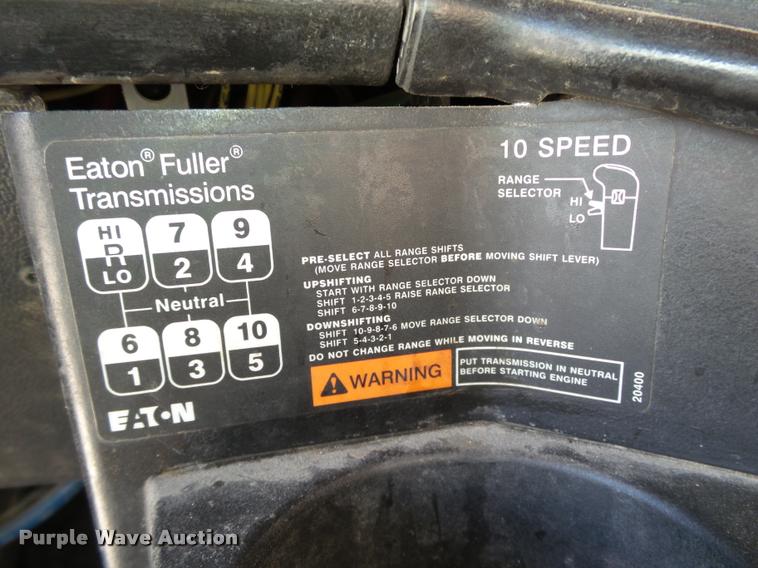 Eaton® Fuller®
Transmissions
10 SPEED
RANGE
SELECTOR
HI
LO
HI
R
LO
7
2
9
4
Neutral
6
1
8
3
10
5
PRE-SELECT ALL RANGE SHIFTS
(MOVE RANGE SELECTOR BEFORE MOVING SHIFT LEVER)
UPSHIFTING
START WITH RANGE SELECTOR DOWN
SHIFT 1-2-3-4-5 RAISE RANGE SELECTOR
SHIFT 6-7-8-9-10
DOWNSHIFTING
SHIFT 10-9-8-7-6 MOVE RANGE SELECTOR DOWN
SHIFT 5-4-3-2-1
DO NOT CHANGE RANGE WHILE MOVING IN REVERSE
WARNING
PUT TRANSMISSION IN NEUTRAL
BEFORE STARTING ENGINE
20400
EATON
Purple Wave Auction